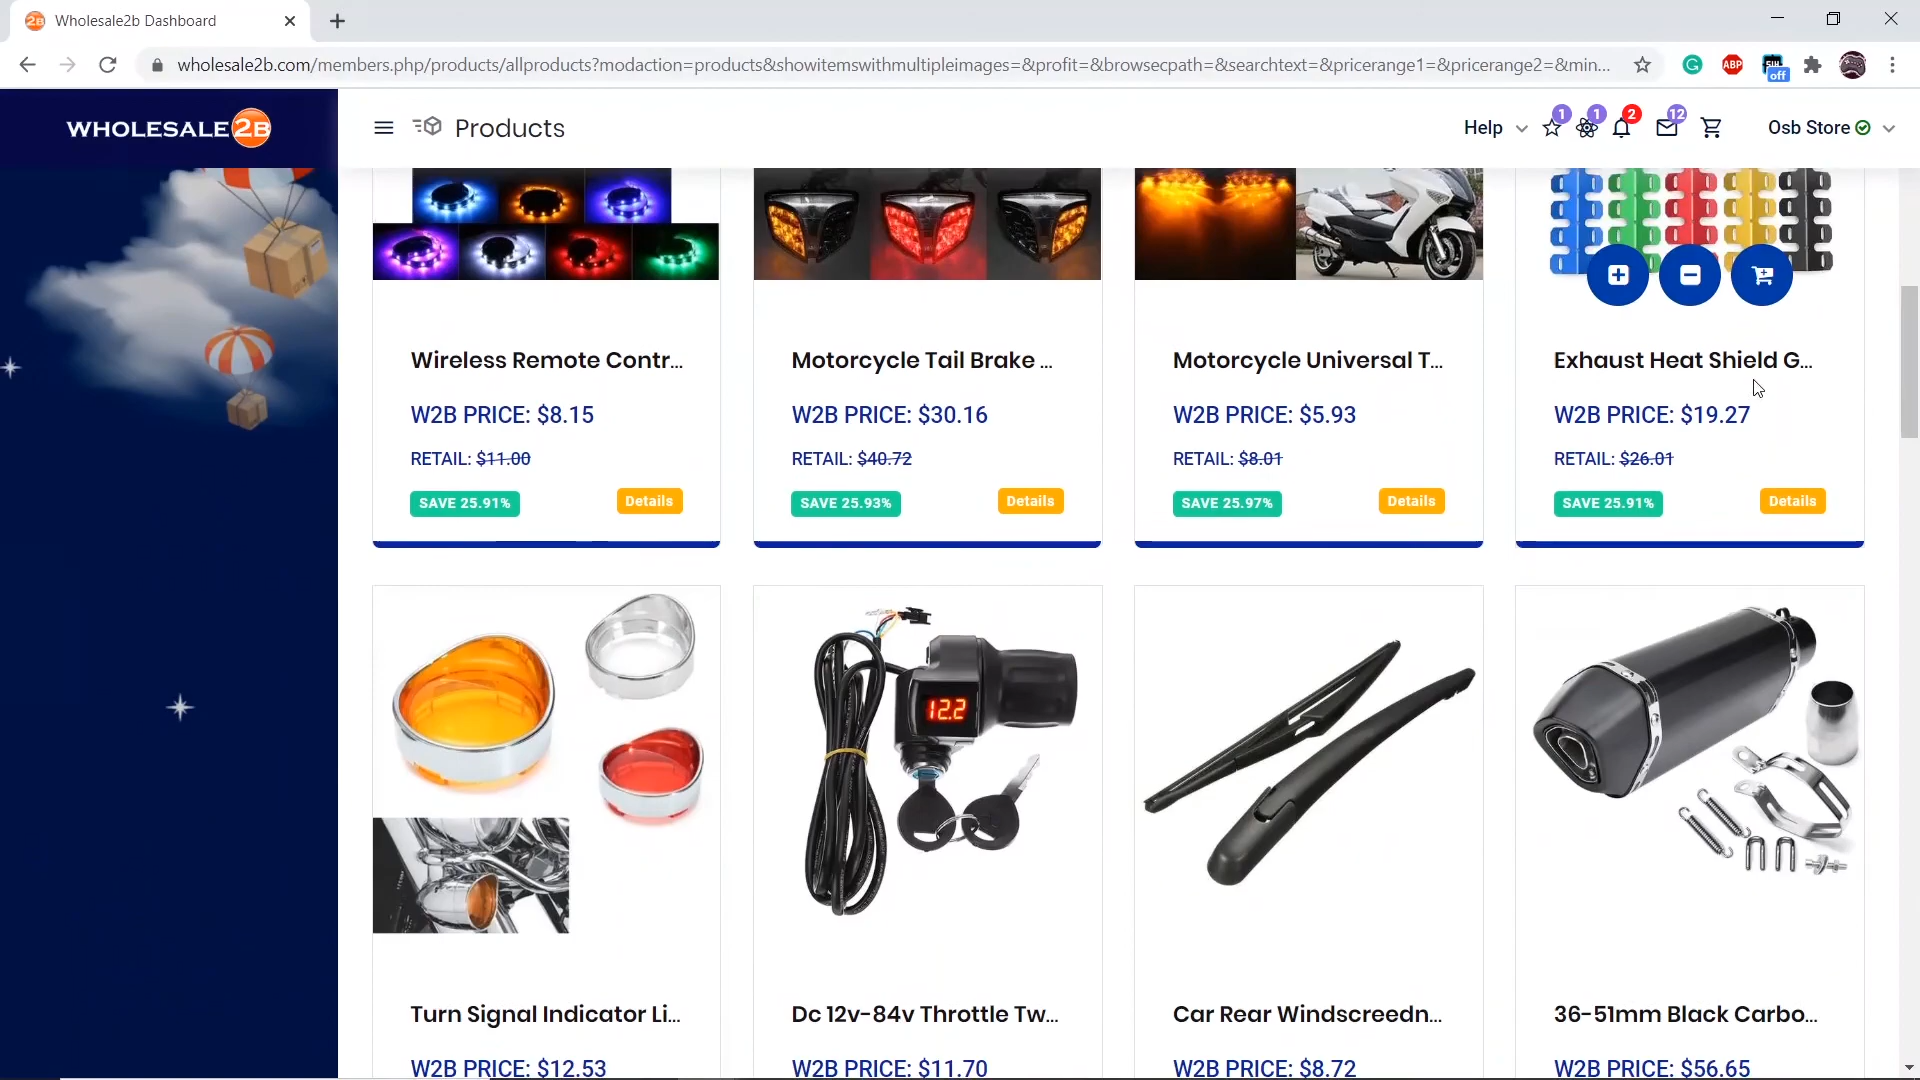 2B Wholesale2b Dashboard
wholesale2b.com/members.php/products/allproducts?modaction=products&showitemswithmultipleimages=&profit=&browsecpath=&searchtext=&pricerange1=&pricerange2=&min...
ABP
off
WHOLESALE2B
Products
Help
1
1
2
12
Osb Store
Wireless Remote Contr...
Motorcycle Tail Brake ...
Motorcycle Universal T...
Exhaust Heat Shield G...
W2B PRICE: $8.15
W2B PRICE: $30.16
W2B PRICE: $5.93
W2B PRICE: $19.27
RETAIL: $11.00
RETAIL: $40.72
RETAIL: $8.01
RETAIL: $26.01
SAVE 25.91%
Details
SAVE 25.93%
Details
SAVE 25.97%
Details
SAVE 25.91%
Details
12.2
Turn Signal Indicator Li...
Dc 12v-84v Throttle Tw...
Car Rear Windscreedn...
36-51mm Black Carbo...
W2B PRICE: $12.53
W2B PRICE: $11.70
W2B PRICE: $8.72
W2B PRICE: $56.65